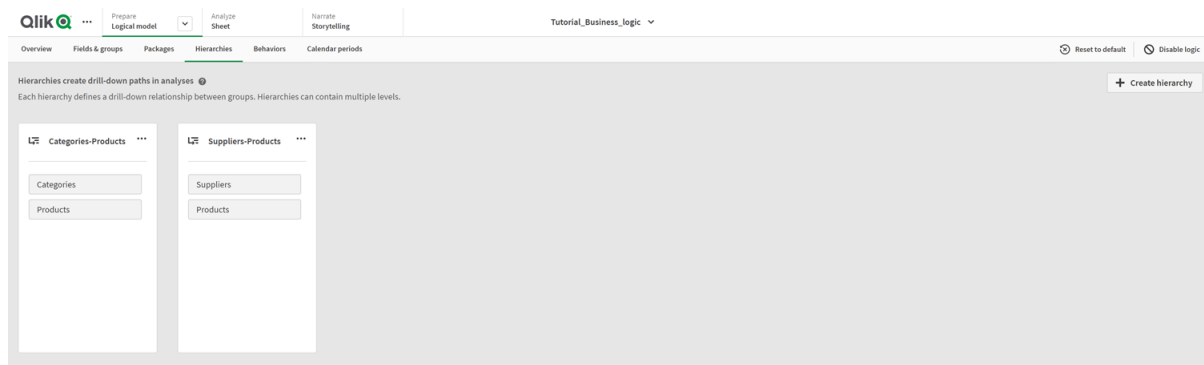 Qlik
Prepare
Logical model
Analyze
Sheet
Narrate
Storytelling
Tutorial_Business_logic
Overview
Fields & groups
Packages
Hierarchies
Behaviors
Calendar periods
Reset to default
Disable logic
Hierarchies create drill-down paths in analyses
Each hierarchy defines a drill-down relationship between groups. Hierarchies can contain multiple levels.
Create hierarchy
Categories-Products
Categories
Products
Suppliers-Products
Suppliers
Products